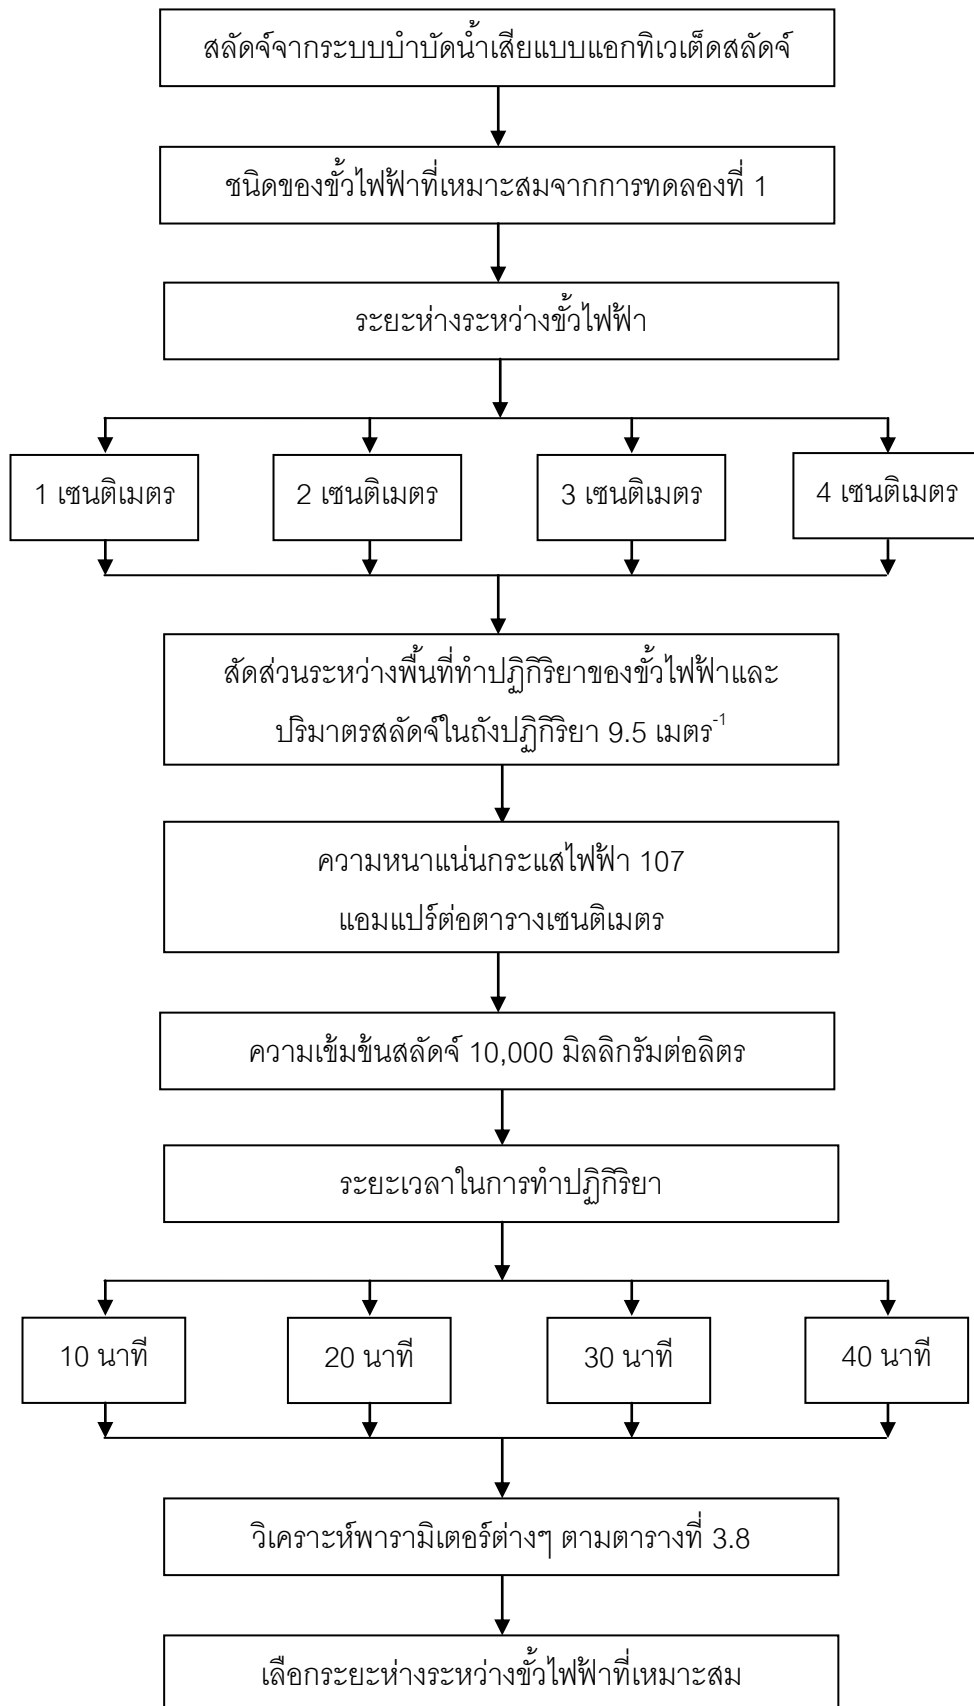 สลัดจ์จากระบบบำบัดน้ำเสียแบบแอกทิเวเต็ดสลัดจ์
ชนิดของขั้วไฟฟ้าที่เหมาะสมจากการทดลองที่ 1
ระยะห่างระหว่างขั้วไฟฟ้า
1 เซนติเมตร
2 เซนติเมตร
3 เซนติเมตร
4 เซนติเมตร
สัดส่วนระหว่างพื้นที่ทำปฏิกิริยาของขั้วไฟฟ้าและ
ปริมาตรสลัดจ์ในถังปฏิกิริยา 9.5 เมตร⁻¹
ความหนาแน่นกระแสไฟฟ้า 107
แอมแปร์ต่อตารางเซนติเมตร
ความเข้มข้นสลัดจ์ 10,000 มิลลิกรัมต่อลิตร
ระยะเวลาในการทำปฏิกิริยา
10 นาที
20 นาที
30 นาที
40 นาที
วิเคราะห์พารามิเตอร์ต่างๆ ตามตารางที่ 3.8
เลือกระยะห่างระหว่างขั้วไฟฟ้าที่เหมาะสม